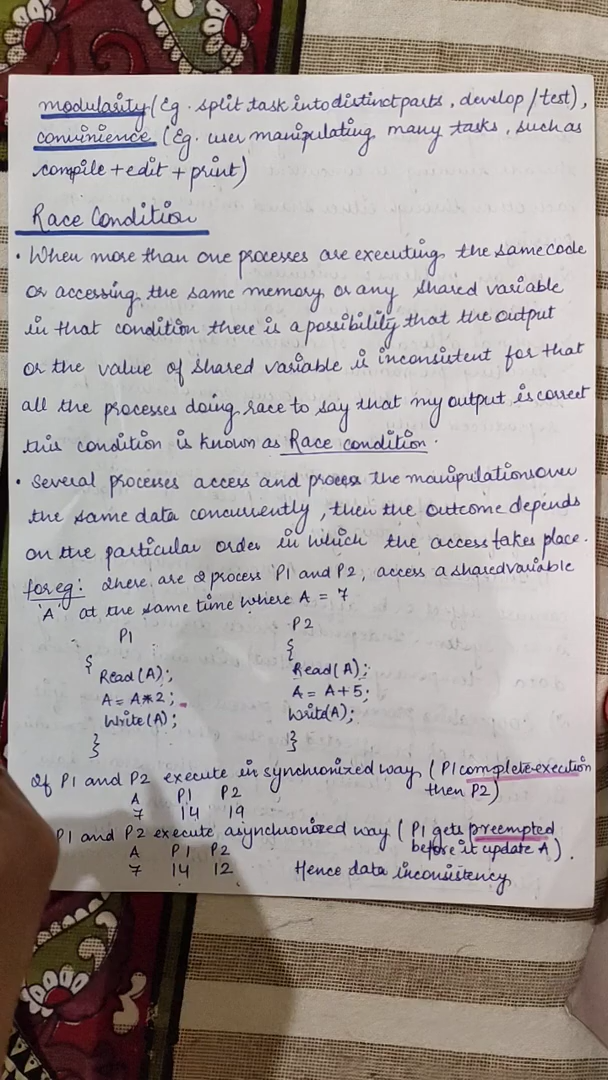 modularity (Eg. split task into distinct parts, develop/test),
convinience (Eg. user manipulating many tasks, such as
compile + edit + print)
Race Condition
• When more than one processes are executing the same code
or accessing the same memory or any shared variable
in that condition there is a possibility that the output
or the value of shared variable is inconsistent for that
all the processes doing race to say that my output is correct
this condition is known as Race condition.
• Several processes access and process the manipulations over
the same data concurrently, then the outcome depends
on the particular order in which the access takes place.
for eg: there are 2 process P1 and P2, access a shared variable
'A' at the same time where A = 7
P1 P2
{ {
Read(A); Read(A);
A = A*2; A = A+5;
Write(A); Write(A);
} }
If P1 and P2 execute in synchronized way (P1 complete execution
then P2)
A P1 P2
7 14 19
P1 and P2 execute asynchronized way (P1 gets preempted
before it update A).
A P1 P2
7 14 12 Hence data inconsistency